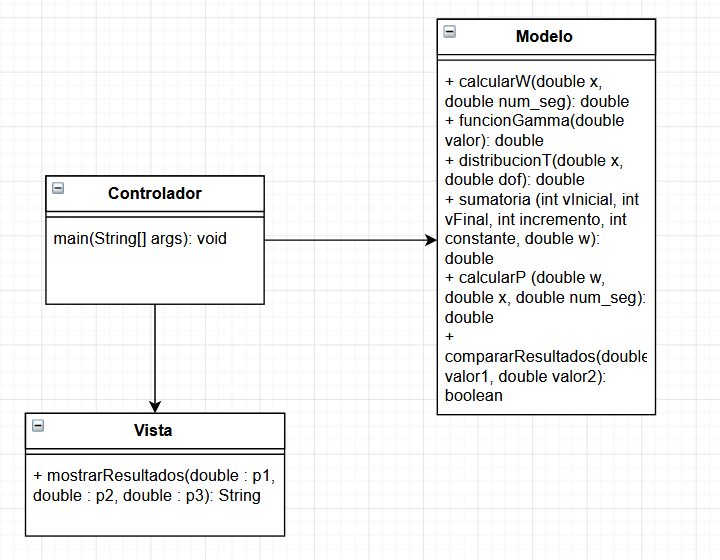 Modelo
+ calcularW(double x,
double num_seg): double
+ funcionGamma(double
valor): double
+ distribucionT(double x,
double dof): double
+ sumatoria (int vInicial, int
vFinal, int incremento, int
constante, double w):
double
+ calcularP (double w,
double x, double num_seg):
double
+
compararResultados(double
valor1, double valor2):
boolean
Controlador
main(String[] args): void
Vista
+ mostrarResultados(double : p1,
double : p2, double : p3): String